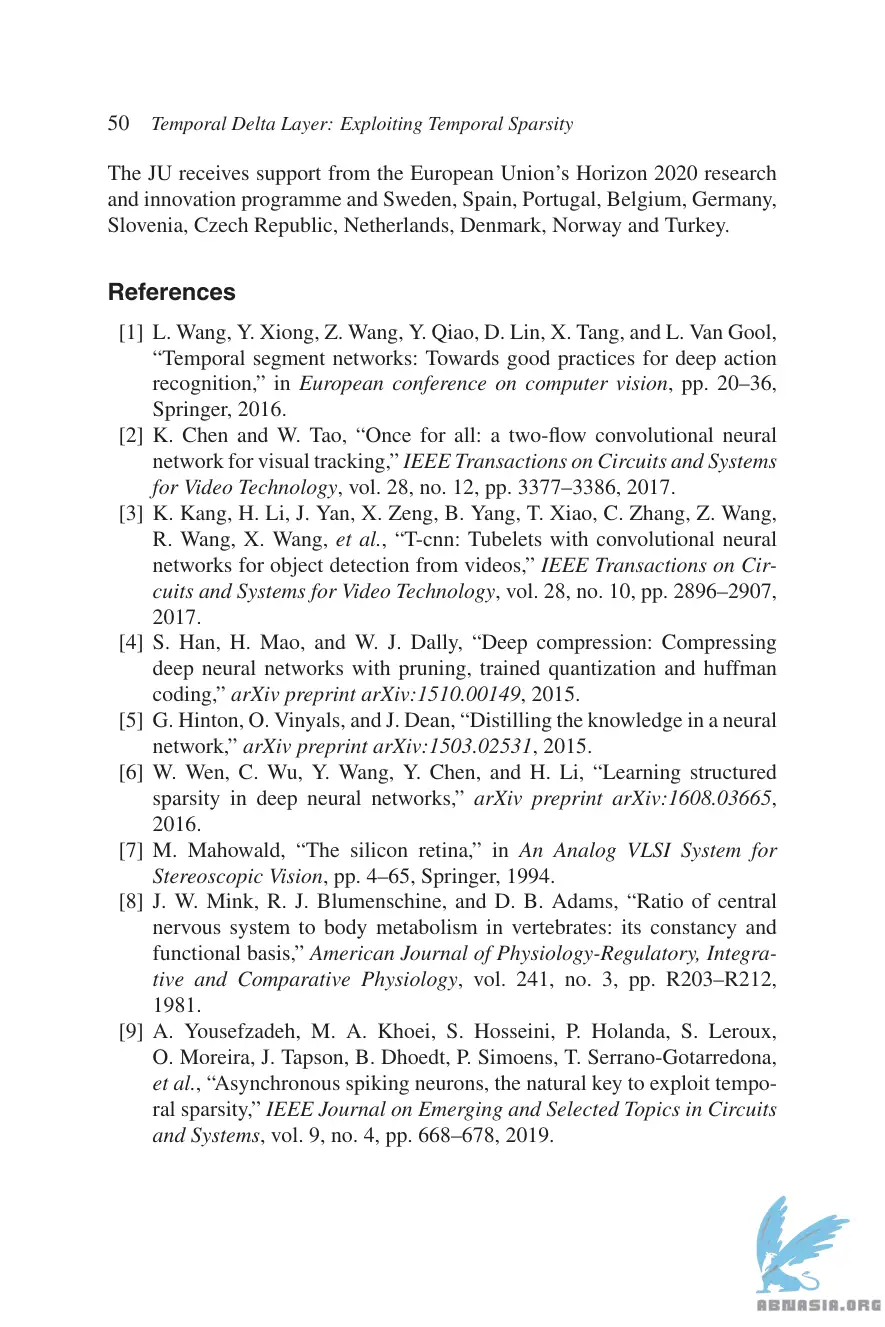 50 Temporal Delta Layer: Exploiting Temporal Sparsity
The JU receives support from the European Union’s Horizon 2020 research
and innovation programme and Sweden, Spain, Portugal, Belgium, Germany,
Slovenia, Czech Republic, Netherlands, Denmark, Norway and Turkey.
References
[1] L. Wang, Y. Xiong, Z. Wang, Y. Qiao, D. Lin, X. Tang, and L. Van Gool,
“Temporal segment networks: Towards good practices for deep action
recognition,” in European conference on computer vision, pp. 20–36,
Springer, 2016.
[2] K. Chen and W. Tao, “Once for all: a two-flow convolutional neural
network for visual tracking,” IEEE Transactions on Circuits and Systems
for Video Technology, vol. 28, no. 12, pp. 3377–3386, 2017.
[3] K. Kang, H. Li, J. Yan, X. Zeng, B. Yang, T. Xiao, C. Zhang, Z. Wang,
R. Wang, X. Wang, et al., “T-cnn: Tubelets with convolutional neural
networks for object detection from videos,” IEEE Transactions on Cir-
cuits and Systems for Video Technology, vol. 28, no. 10, pp. 2896–2907,
2017.
[4] S. Han, H. Mao, and W. J. Dally, “Deep compression: Compressing
deep neural networks with pruning, trained quantization and huffman
coding,” arXiv preprint arXiv:1510.00149, 2015.
[5] G. Hinton, O. Vinyals, and J. Dean, “Distilling the knowledge in a neural
network,” arXiv preprint arXiv:1503.02531, 2015.
[6] W. Wen, C. Wu, Y. Wang, Y. Chen, and H. Li, “Learning structured
sparsity in deep neural networks,” arXiv preprint arXiv:1608.03665,
2016.
[7] M. Mahowald, “The silicon retina,” in An Analog VLSI System for
Stereoscopic Vision, pp. 4–65, Springer, 1994.
[8] J. W. Mink, R. J. Blumenschine, and D. B. Adams, “Ratio of central
nervous system to body metabolism in vertebrates: its constancy and
functional basis,” American Journal of Physiology-Regulatory, Integra-
tive and Comparative Physiology, vol. 241, no. 3, pp. R203–R212,
1981.
[9] A. Yousefzadeh, M. A. Khoei, S. Hosseini, P. Holanda, S. Leroux,
O. Moreira, J. Tapson, B. Dhoedt, P. Simoens, T. Serrano-Gotarredona,
et al., “Asynchronous spiking neurons, the natural key to exploit tempo-
ral sparsity,” IEEE Journal on Emerging and Selected Topics in Circuits
and Systems, vol. 9, no. 4, pp. 668–678, 2019.
ABNASIA.ORG